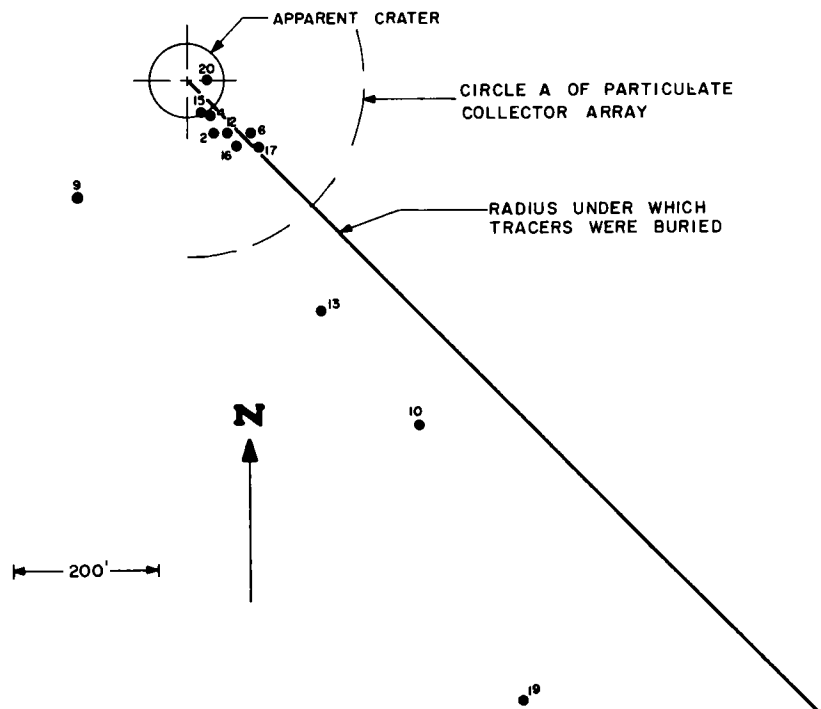 APPARENT CRATER
20
CIRCLE A OF PARTICULATE
COLLECTOR ARRAY
15
12
2
6
16
17
9
RADIUS UNDER WHICH
TRACERS WERE BURIED
13
N
10
200'
19